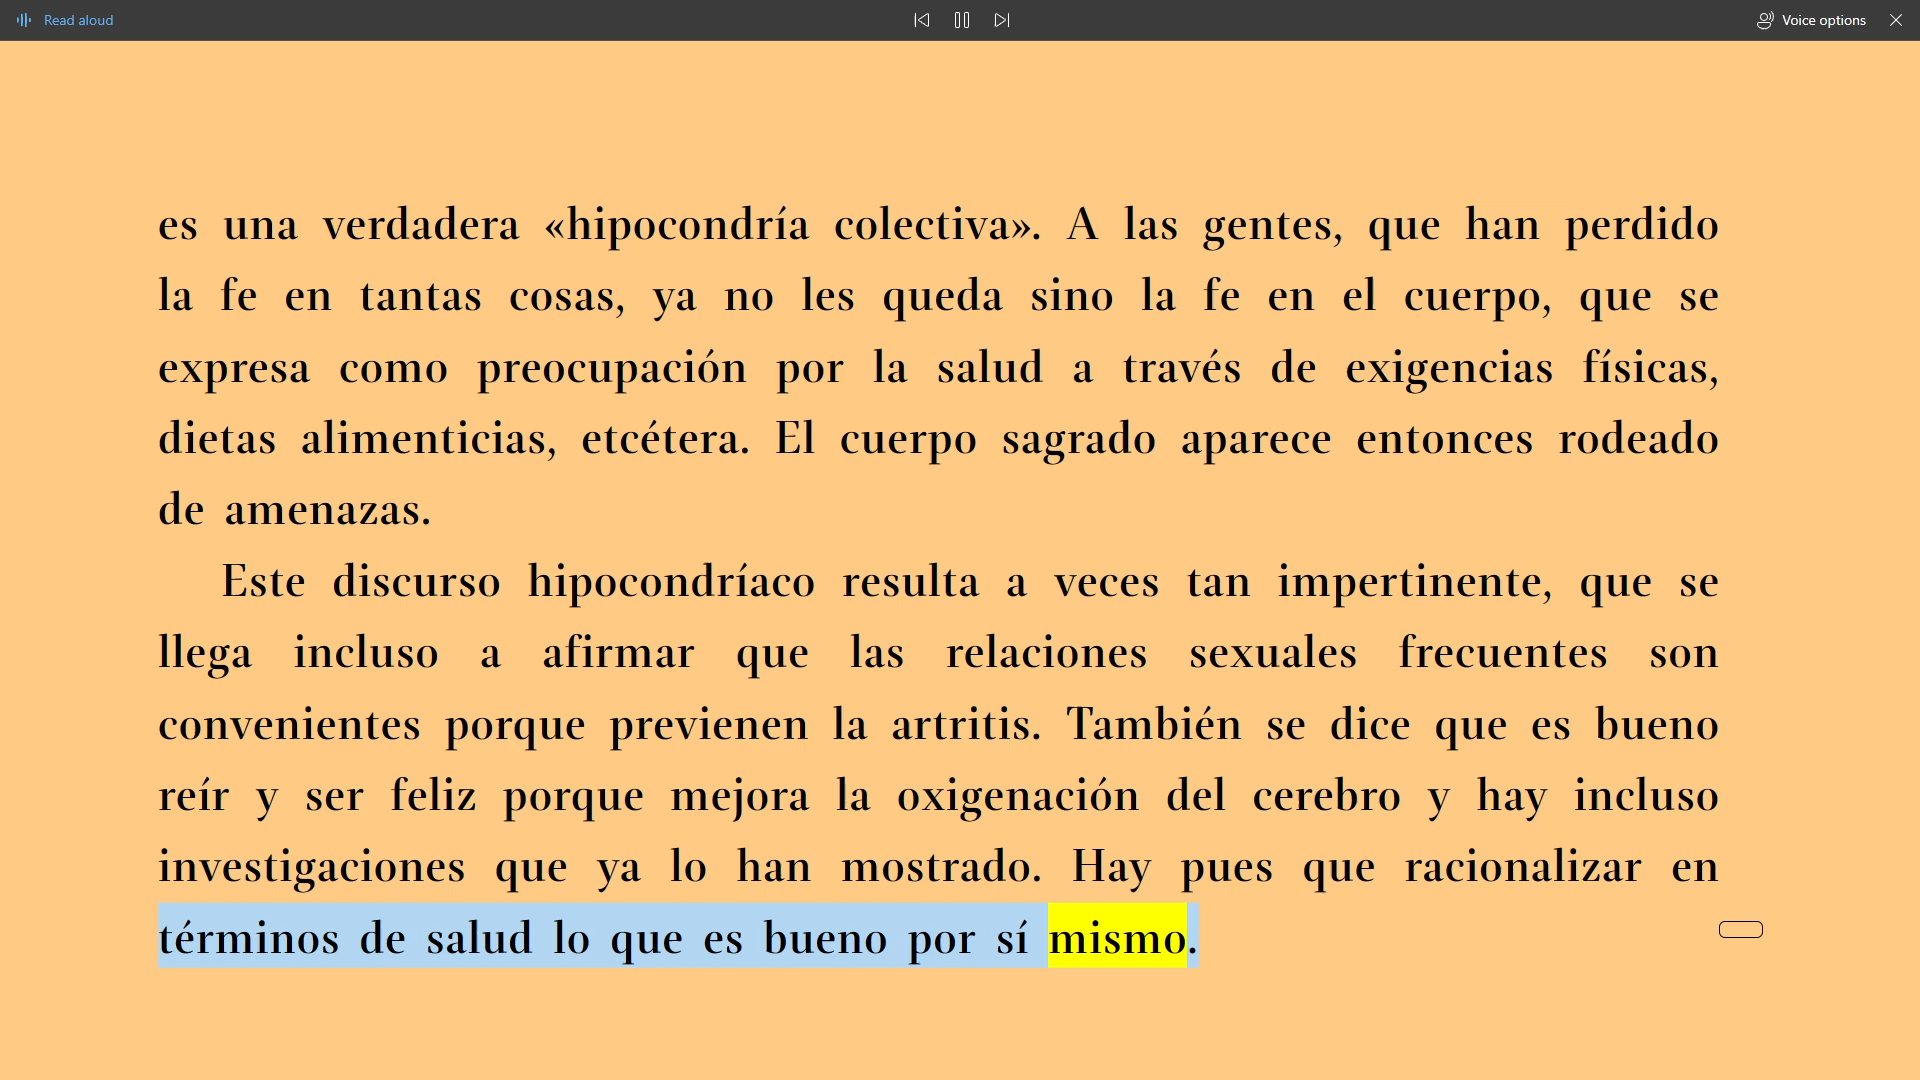 Read aloud
Voice options
es una verdadera «hipocondría colectiva». A las gentes, que han perdido
la fe en tantas cosas, ya no les queda sino la fe en el cuerpo, que se
expresa como preocupación por la salud a través de exigencias físicas,
dietas alimenticias, etcétera. El cuerpo sagrado aparece entonces rodeado
de amenazas.
Este discurso hipocondríaco resulta a veces tan impertinente, que se
llega incluso a afirmar que las relaciones sexuales frecuentes son
convenientes porque previenen la artritis. También se dice que es bueno
reír y ser feliz porque mejora la oxigenación del cerebro y hay incluso
investigaciones que ya lo han mostrado. Hay pues que racionalizar en
términos de salud lo que es bueno por sí mismo.